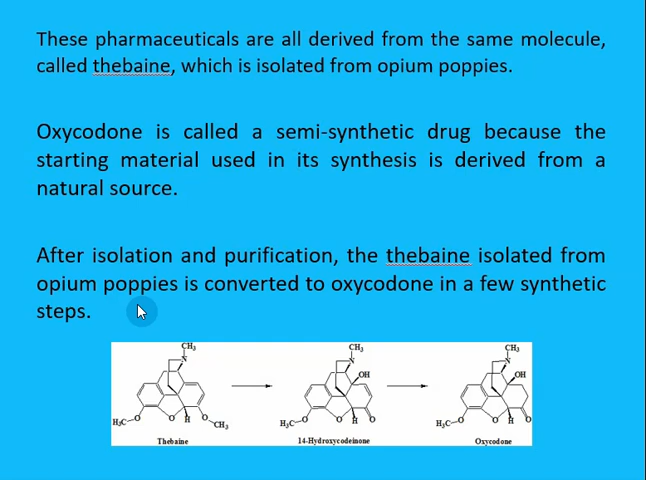 These pharmaceuticals are all derived from the same molecule,
called thebaine, which is isolated from opium poppies.
Oxycodone is called a semi-synthetic drug because the
starting material used in its synthesis is derived from a
natural source.
After isolation and purification, the thebaine isolated from
opium poppies is converted to oxycodone in a few synthetic
steps.
CH₃ CH₃ CH₃
N N N
OH OH
H₃C O O H O CH₃ H₃C O O H O H₃C O O H O
Thebaine 14-Hydroxycodeinone Oxycodone